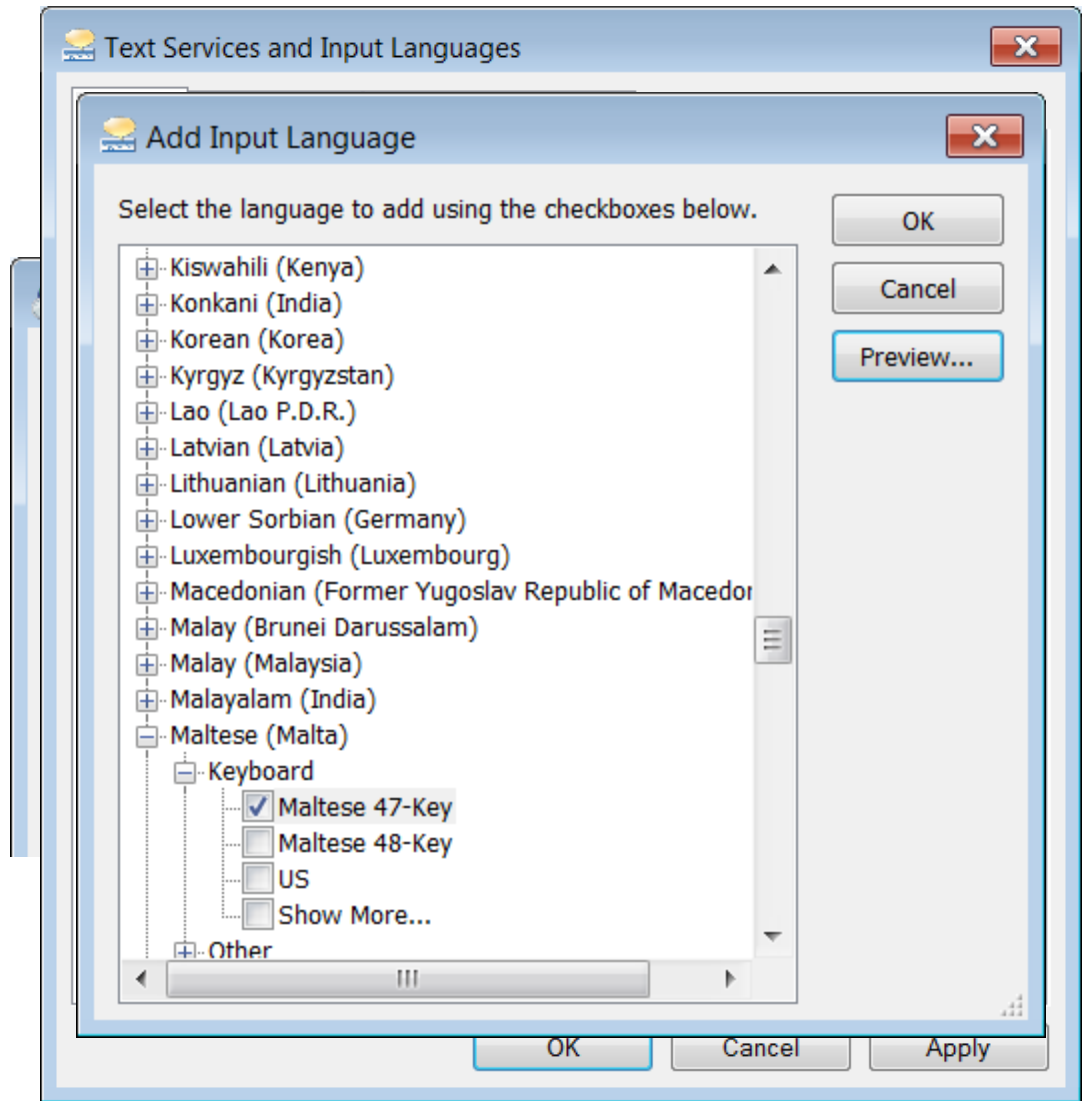 Text Services and Input Languages
Add Input Language
Select the language to add using the checkboxes below.
OK
Cancel
Preview...
Kiswahili (Kenya)
Konkani (India)
Korean (Korea)
Kyrgyz (Kyrgyzstan)
Lao (Lao P.D.R.)
Latvian (Latvia)
Lithuanian (Lithuania)
Lower Sorbian (Germany)
Luxembourgish (Luxembourg)
Macedonian (Former Yugoslav Republic of Macedor
Malay (Brunei Darussalam)
Malay (Malaysia)
Malayalam (India)
Maltese (Malta)
Keyboard
Maltese 47-Key
Maltese 48-Key
US
Show More...
Other
OK
Cancel
Apply